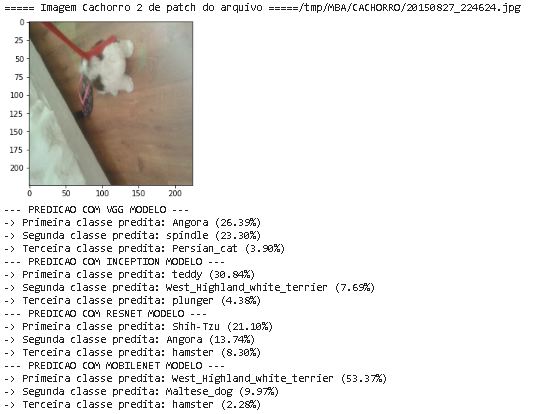 ===== Imagem Cachorro 2 de patch do arquivo =====/tmp/MBA/CACHORRO/20150827_224624.jpg
0
25
50
75
100
125
150
175
200
0 50 100 150 200
--- PREDICAO COM VGG MODELO ---
-> Primeira classe predita: Angora (26.39%)
-> Segunda classe predita: spindle (23.30%)
-> Terceira classe predita: Persian_cat (3.90%)
--- PREDICAO COM INCEPTION MODELO ---
-> Primeira classe predita: teddy (30.84%)
-> Segunda classe predita: West_Highland_white_terrier (7.69%)
-> Terceira classe predita: plunger (4.38%)
--- PREDICAO COM RESNET MODELO ---
-> Primeira classe predita: Shih-Tzu (21.10%)
-> Segunda classe predita: Angora (13.74%)
-> Terceira classe predita: hamster (8.30%)
--- PREDICAO COM MOBILENET MODELO ---
-> Primeira classe predita: West_Highland_white_terrier (53.37%)
-> Segunda classe predita: Maltese_dog (9.97%)
-> Terceira classe predita: hamster (2.28%)